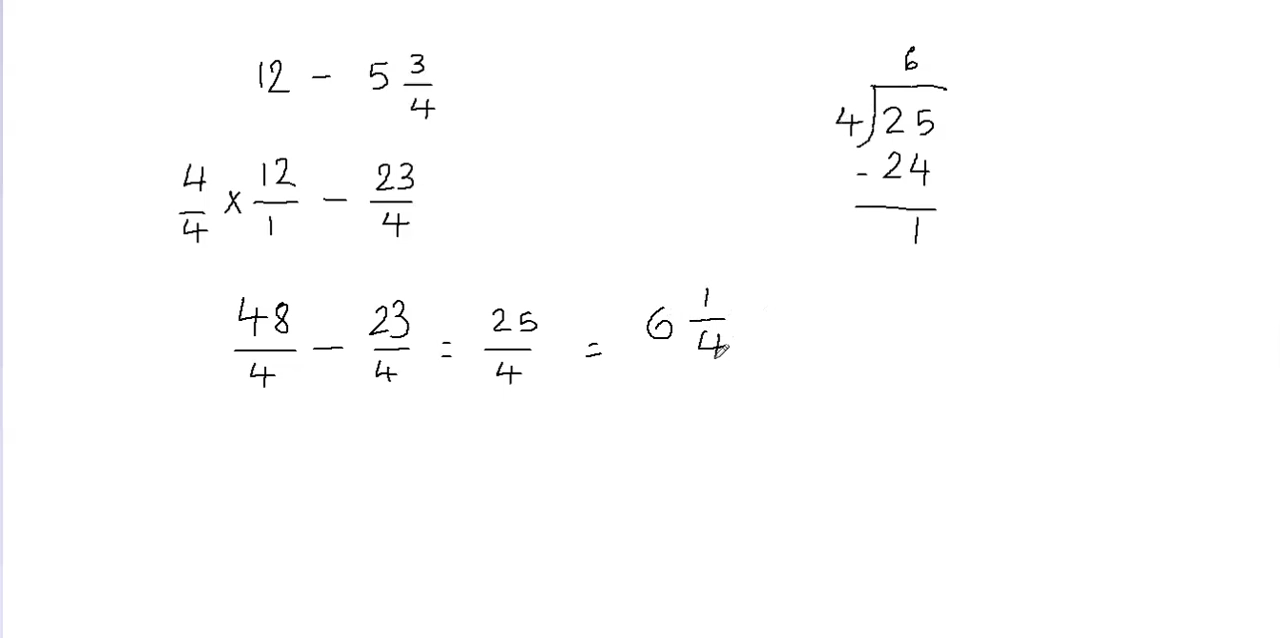 12 - 5 3/4
4/4 × 12/1 - 23/4
48/4 - 23/4 = 25/4 = 6 1/4
6
4)25
- 24
1